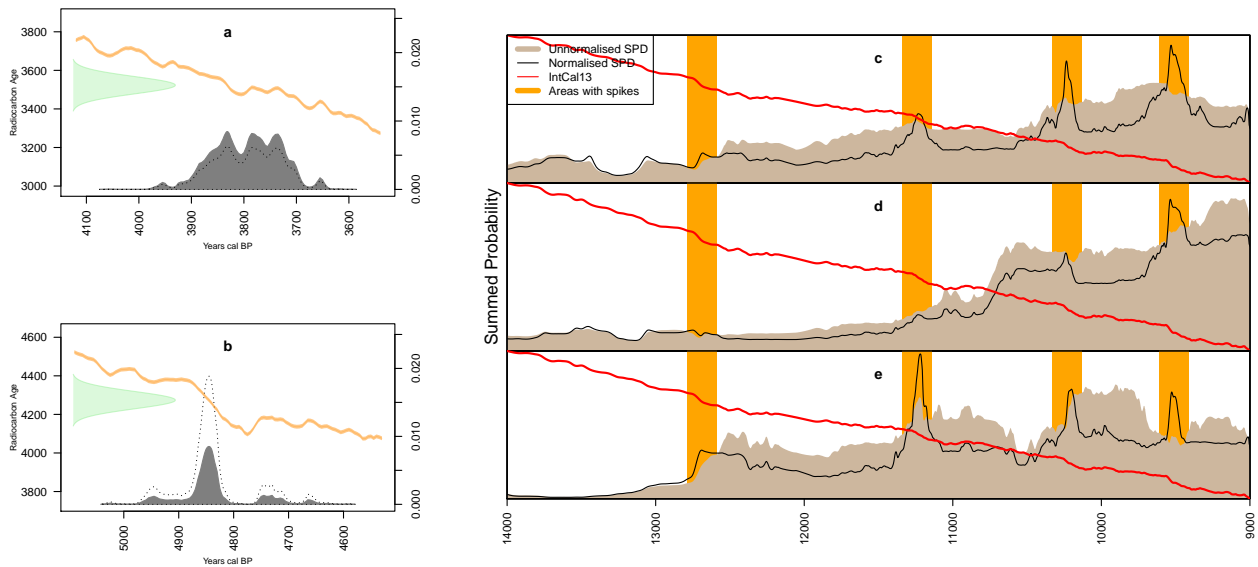 a
3800
3600
3400
3200
3000
Radiocarbon Age
0.020
0.010
0.000
4100 4000 3900 3800 3700 3600
Years cal BP
b
4600
4400
4200
4000
3800
Radiocarbon Age
0.020
0.010
0.000
5000 4900 4800 4700 4600
Years cal BP
Unnormalised SPD
Normalised SPD
IntCal13
Areas with spikes
c
d
e
Summed Probability
14000 13000 12000 11000 10000 9000